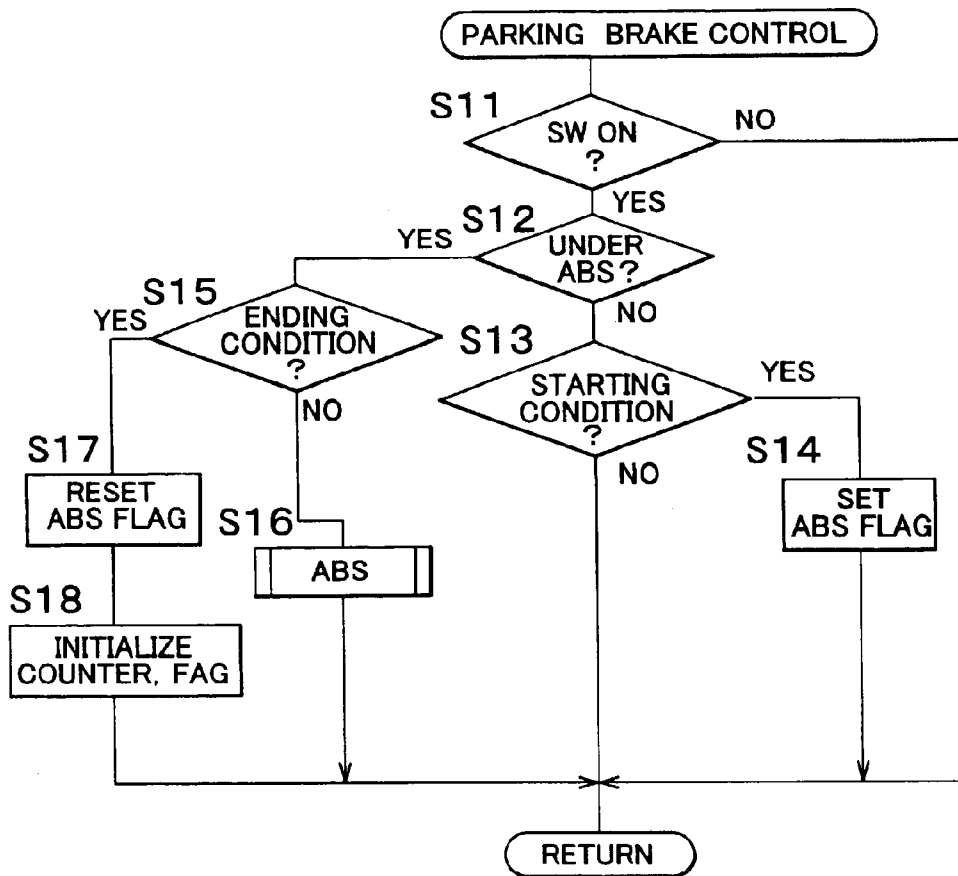 PARKING BRAKE CONTROL
S11
SW ON
?
NO
YES
S12
UNDER
ABS?
YES
NO
S15
ENDING
CONDITION
?
YES
NO
S13
STARTING
CONDITION
?
YES
NO
S14
SET
ABS FLAG
S17
RESET
ABS FLAG
S16
ABS
S18
INITIALIZE
COUNTER, FAG
RETURN